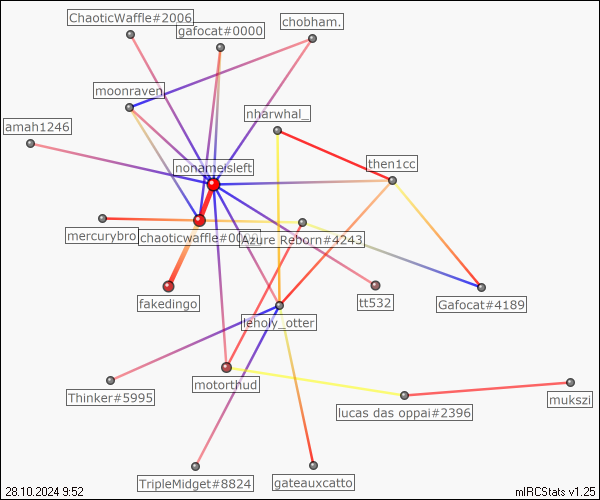 ChaoticWaffle#2006
gafocat#0000
chobham.
moonraven
nharwhal_
amah1246
nonameisleft
then1cc
mercurybro
chaoticwaffle#00
Azure Reborn#4243
fakedingo
tt532
Gafocat#4189
leholy_otter
Thinker#5995
motorthud
lucas das oppai#2396
mukszi
TripleMidget#8824
gateauxcatto
28.10.2024 9:52
mIRCStats v1.25